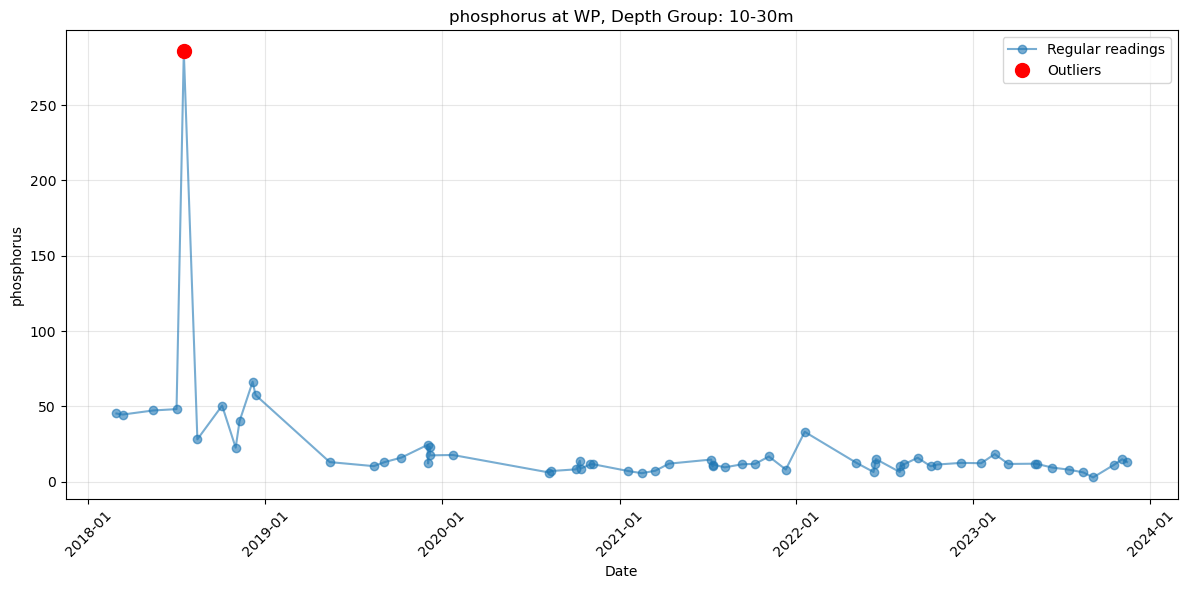 phosphorus at WP, Depth Group: 10-30m
Regular readings
Outliers
phosphorus
250
200
150
100
50
0
2018-01
2019-01
2020-01
2021-01
2022-01
2023-01
2024-01
Date